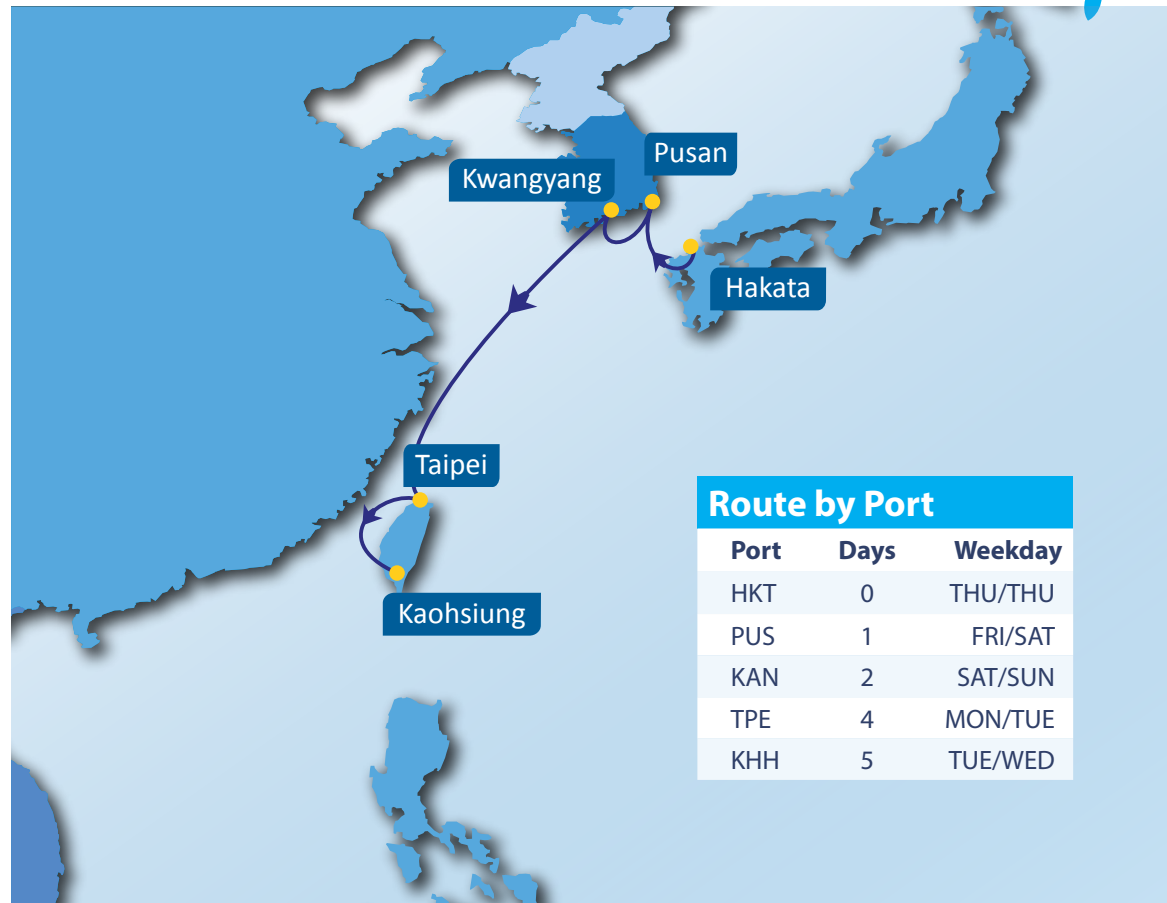 Pusan
Kwangyang
Hakata
Taipei
Kaohsiung
Route by Port
Port Days Weekday
HKT 0 THU/THU
PUS 1 FRI/SAT
KAN 2 SAT/SUN
TPE 4 MON/TUE
KHH 5 TUE/WED